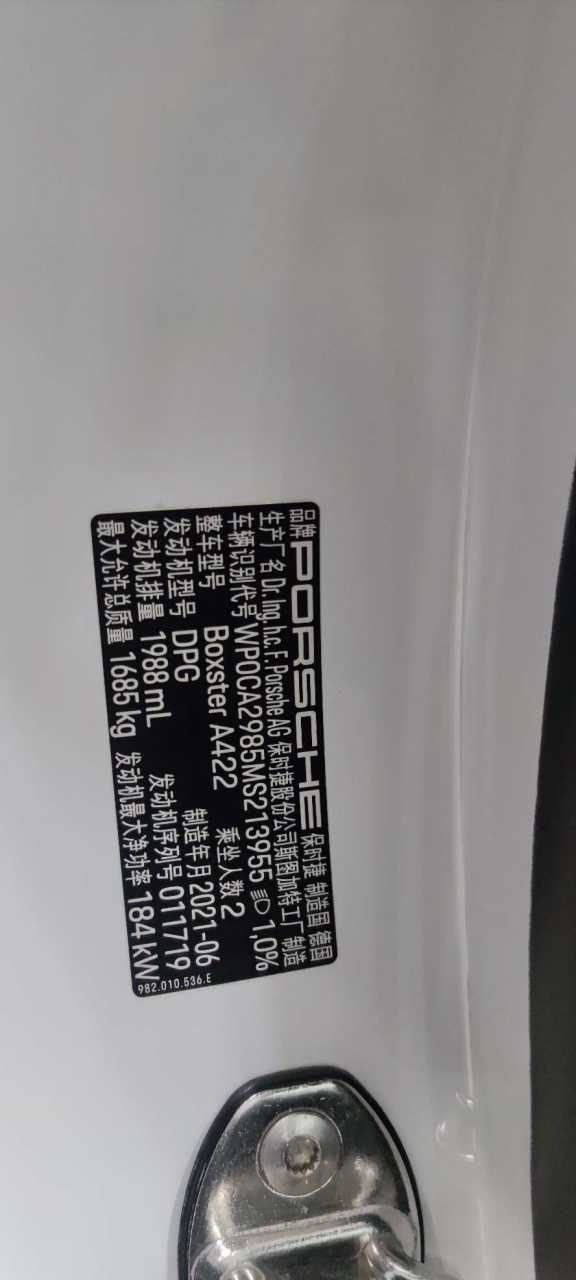 品牌 PORSCHE 保时捷 制造国 德国
生产厂名 Dr. Ing. h.c. F. Porsche AG 保时捷股份公司斯图加特工厂 制造
车辆识别代号 WP0CA2985MS213955 1,0%
整车型号 Boxster A422 乘坐人数 2
发动机型号 DPG 制造年月 2021-06
发动机排量 1988 mL 发动机序列号 011719
最大允许总质量 1685 kg 发动机最大净功率 184 kW
982.010.536.E